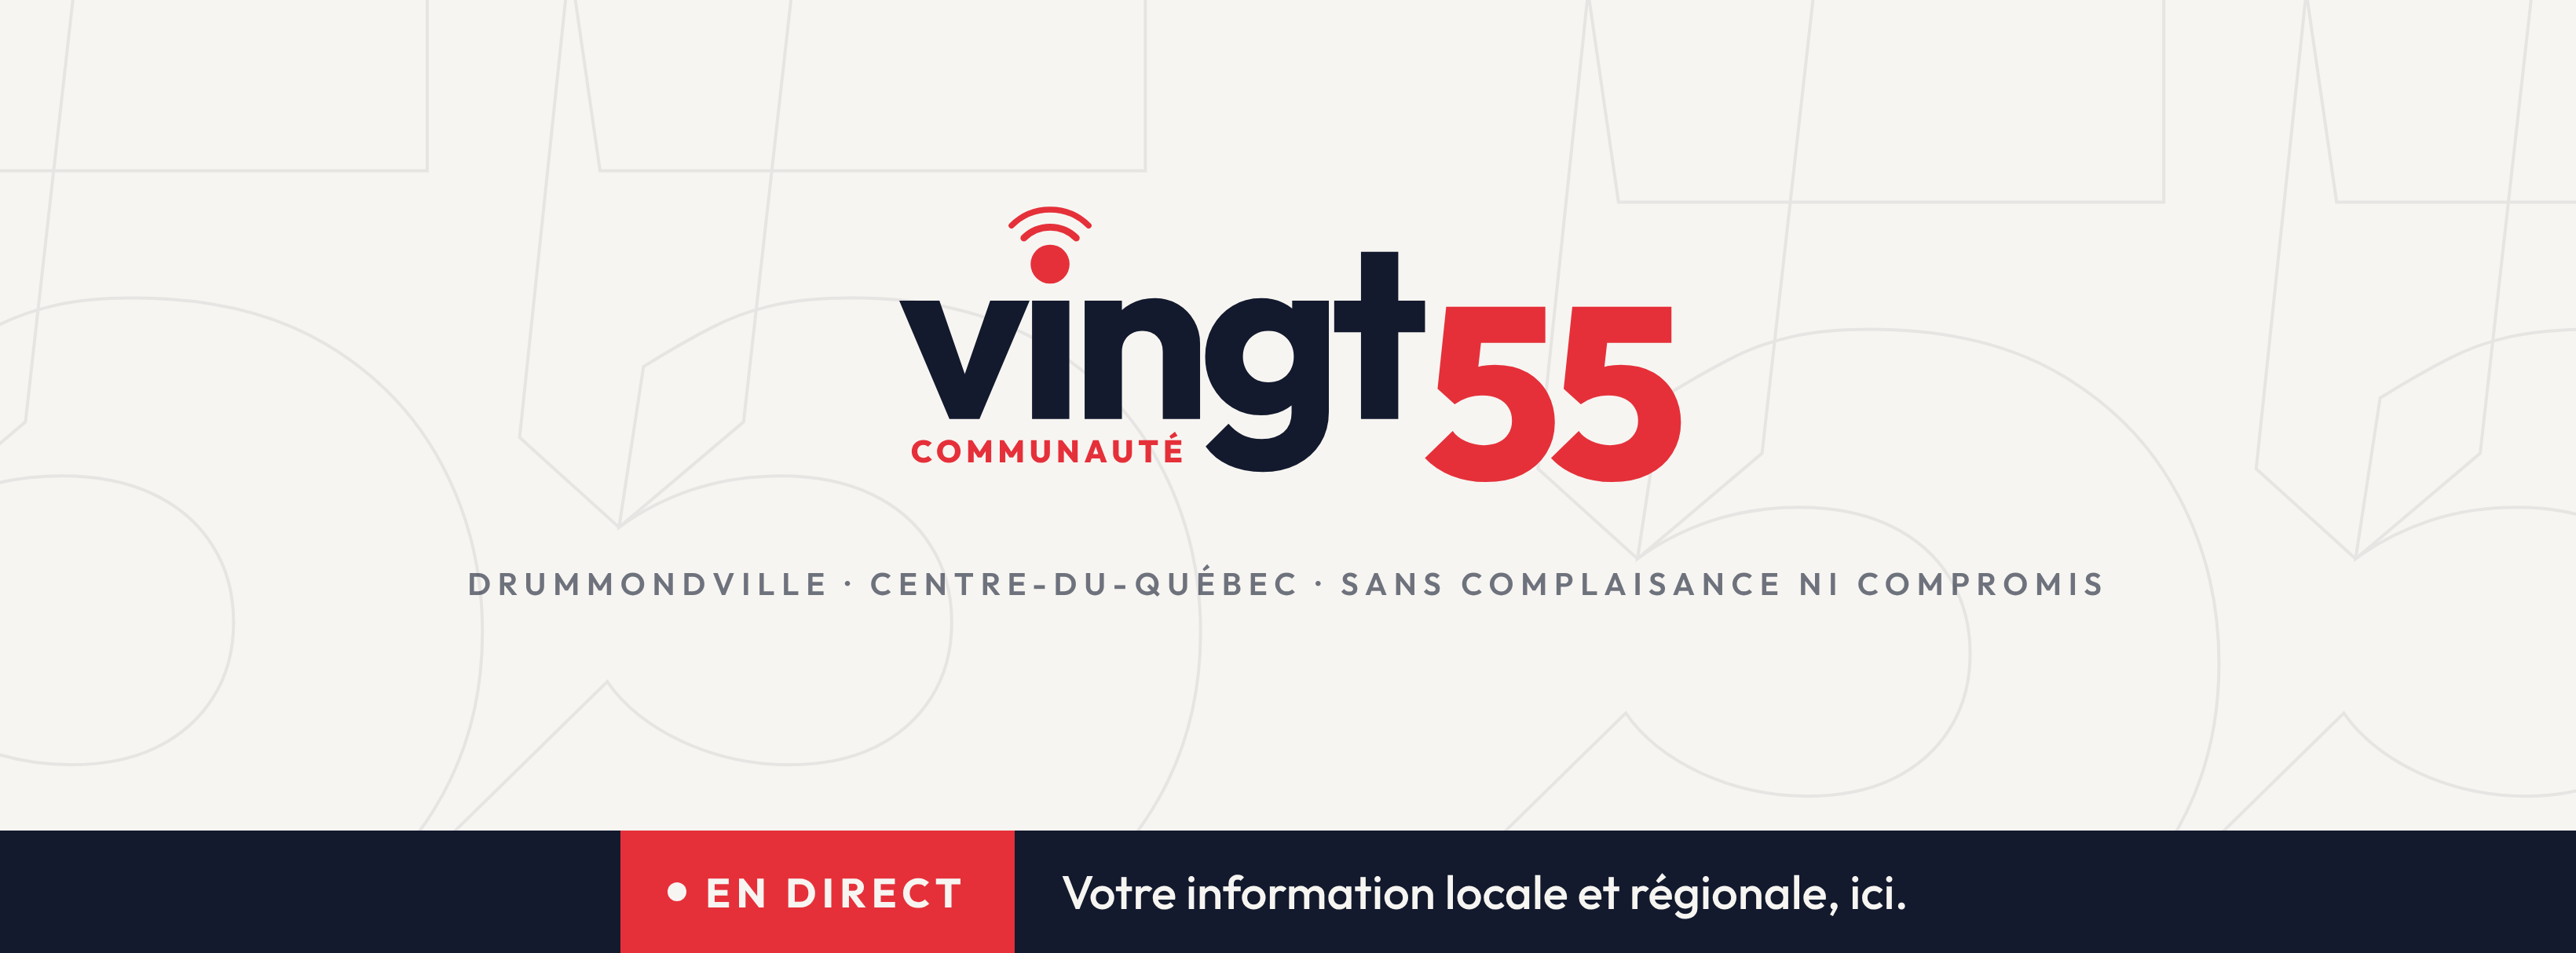 vingt55
COMMUNAUTÉ
DRUMMONDVILLE · CENTRE-DU-QUÉBEC · SANS COMPLAISANCE NI COMPROMIS
• EN DIRECT Votre information locale et régionale, ici.